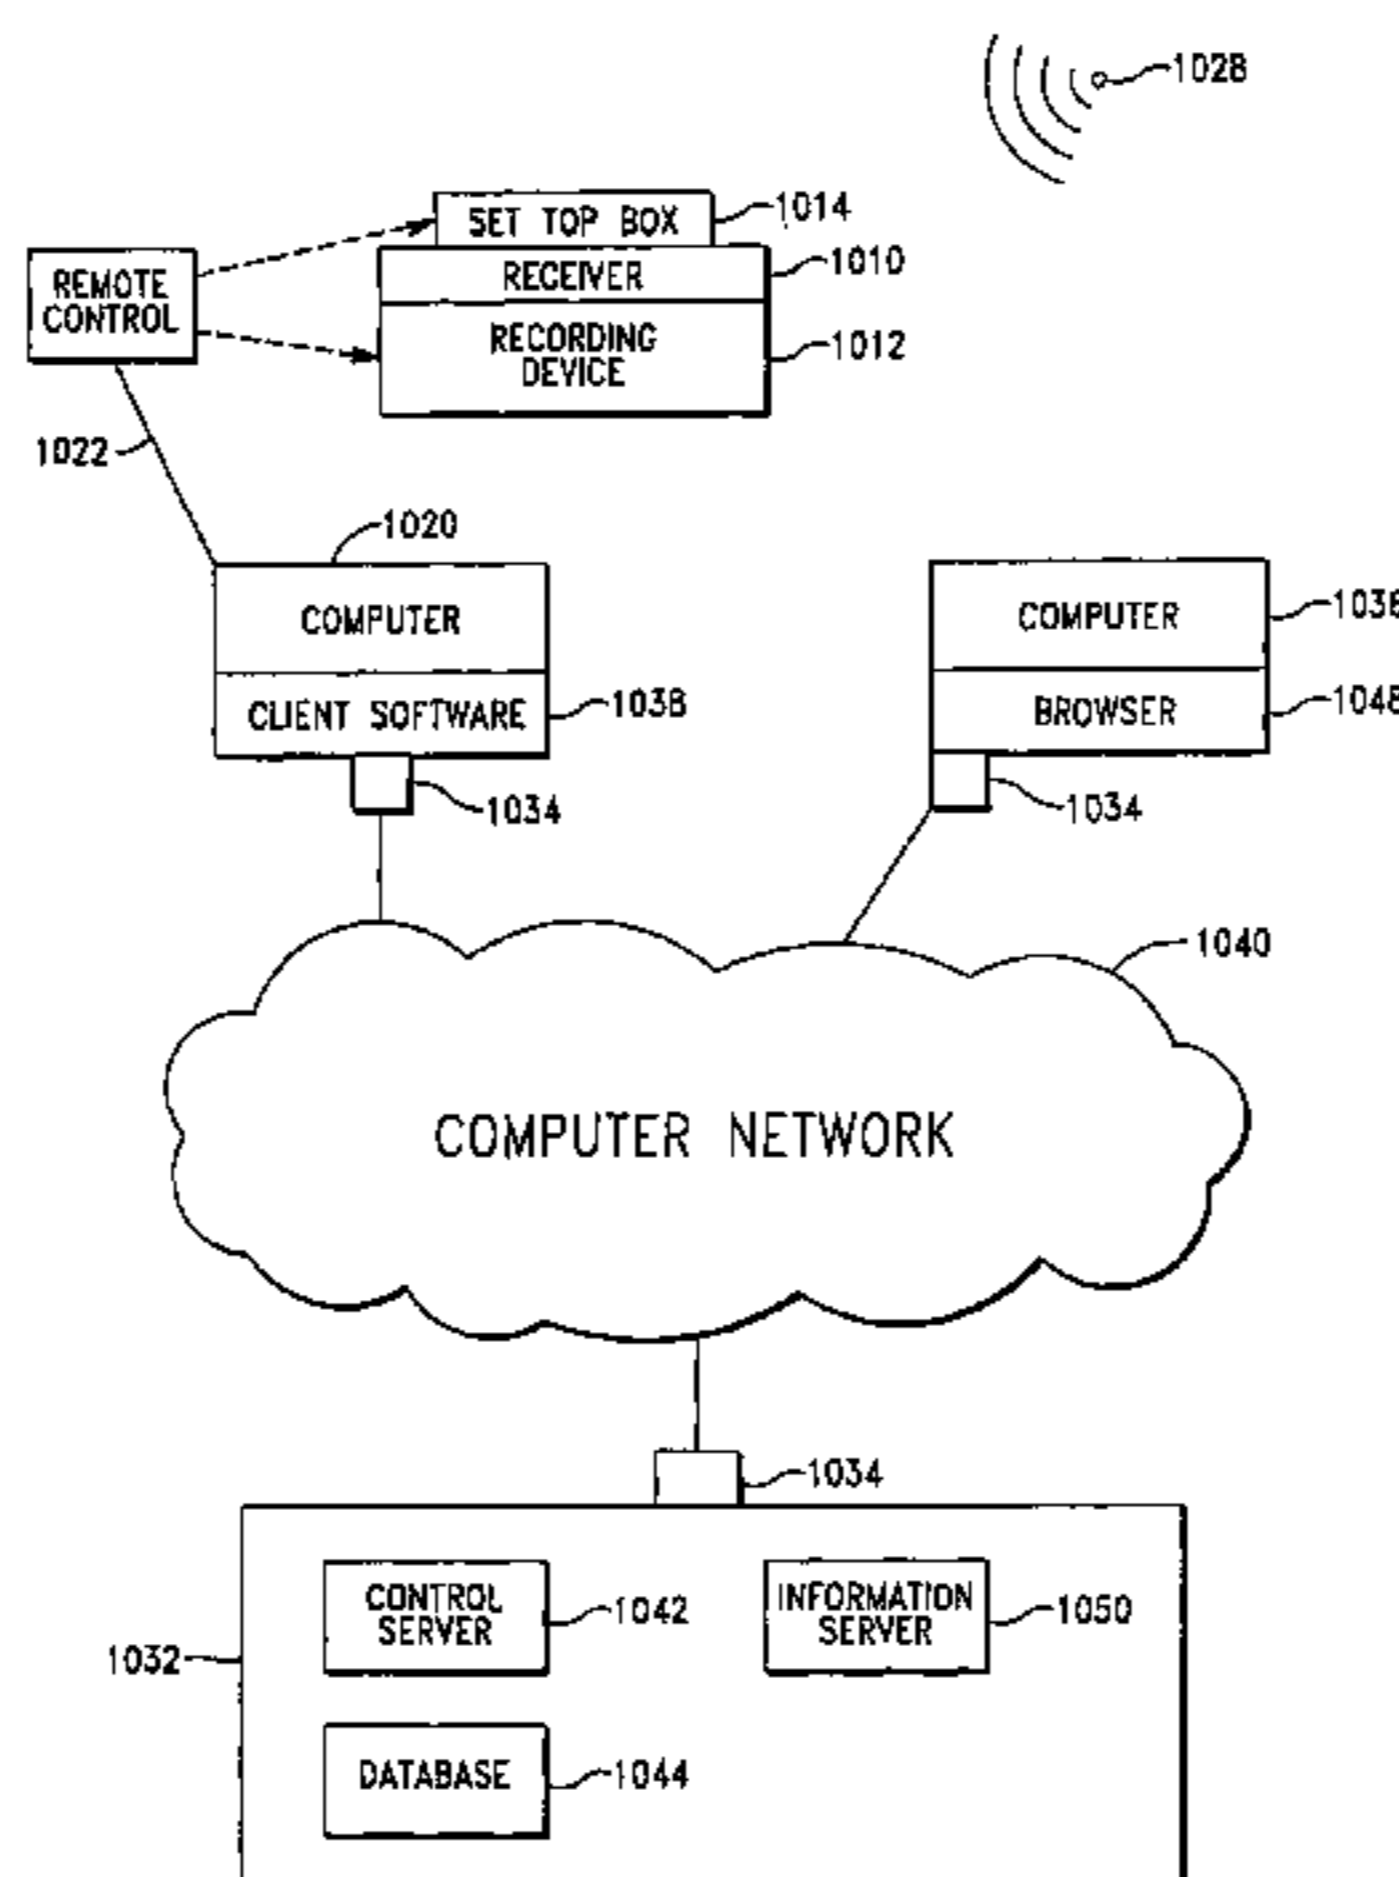 1028
SET TOP BOX
1014
REMOTE
CONTROL
RECEIVER
1010
RECORDING
DEVICE
1012
1022
1020
COMPUTER
COMPUTER
CLIENT SOFTWARE
1038
BROWSER
1048
1034
1034
1040
COMPUTER NETWORK
1034
CONTROL
SERVER
1042
INFORMATION
SERVER
1050
1032
DATABASE
1044